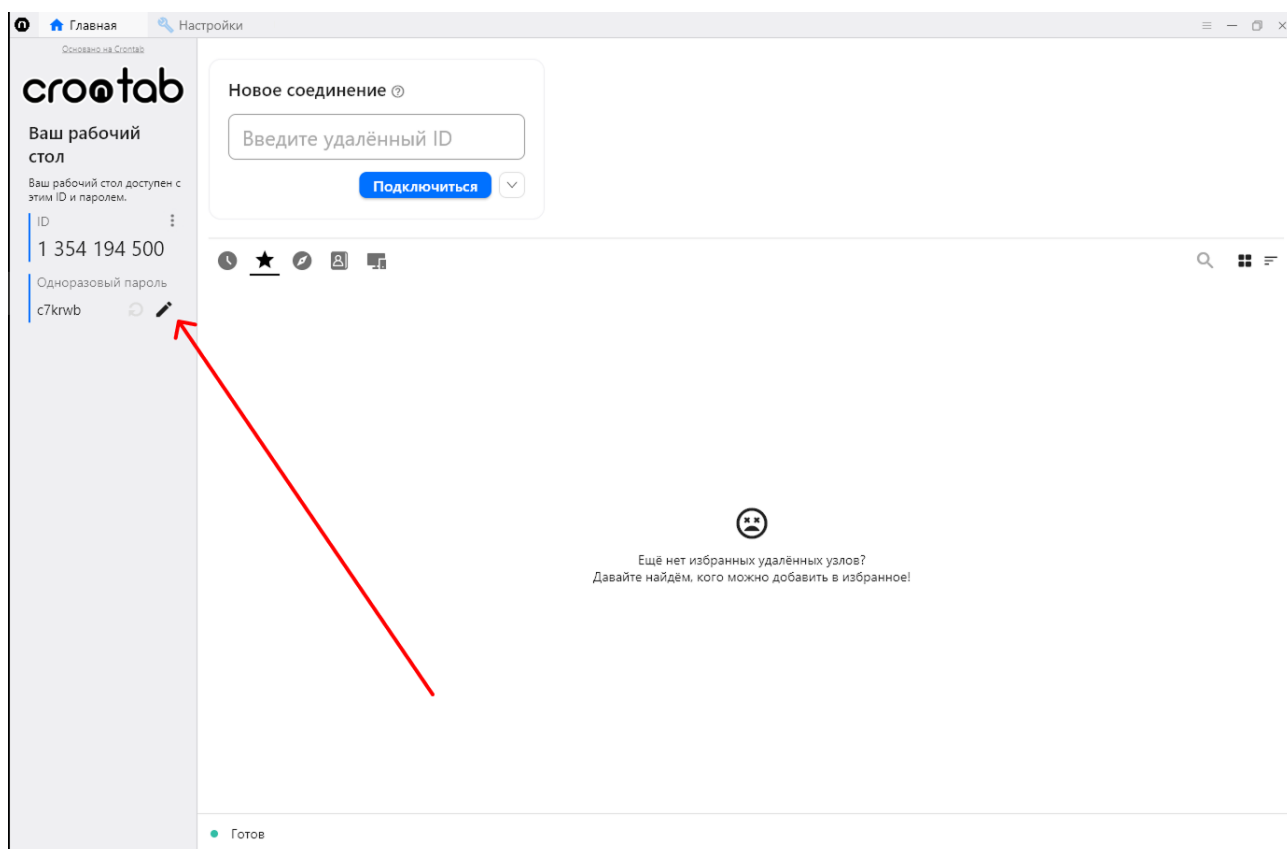 Главная
Настройки
Основано на Crontab
crontab
Ваш рабочий
стол
Ваш рабочий стол доступен с
этим ID и паролем.
ID
1 354 194 500
Одноразовый пароль
c7krwb
Новое соединение
Введите удалённый ID
Подключиться
Ещё нет избранных удалённых узлов?
Давайте найдём, кого можно добавить в избранное!
Готов